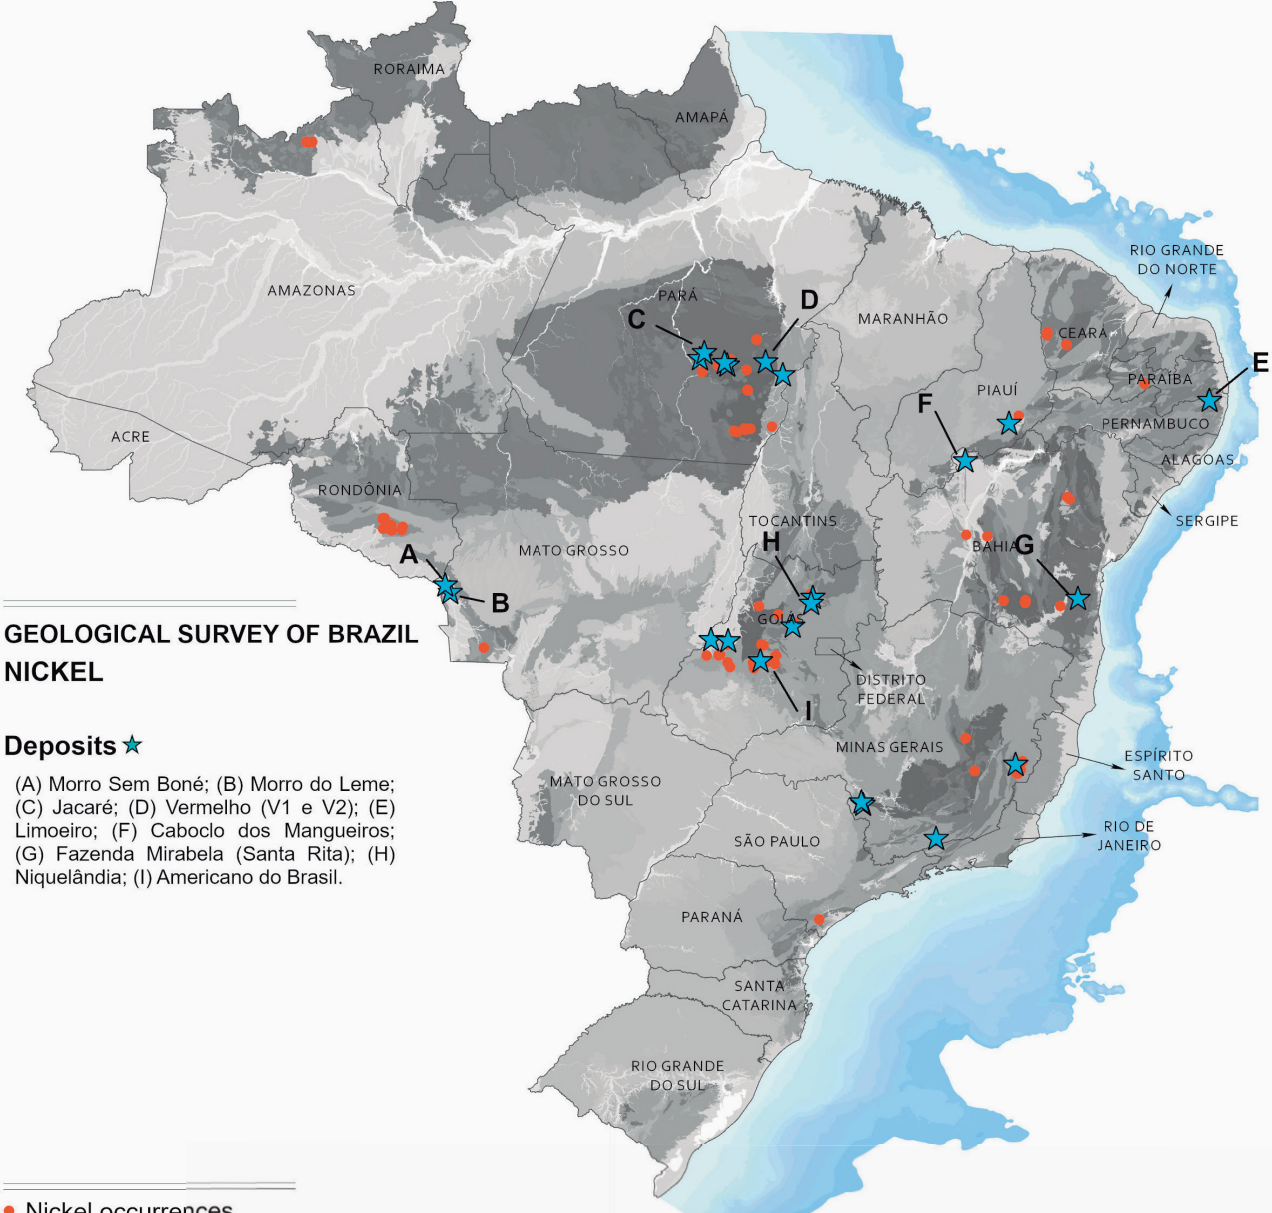 RORAIMA
AMAPÁ
RIO GRANDE
DO NORTE
AMAZONAS
PARÁ
D
C
MARANHÃO
CEARÁ
E
PIAUÍ
PARAÍBA
F
PERNAMBUCO
ACRE
ALAGOAS
RONDÔNIA
SERGIPE
TOCANTINS
H
MATO GROSSO
BAHIA
G
A
B
GOIÁS
GEOLOGICAL SURVEY OF BRAZIL
NICKEL
DISTRITO
FEDERAL
I
Deposits
MINAS GERAIS
ESPÍRITO
SANTO
(A) Morro Sem Boné; (B) Morro do Leme;
(C) Jacaré; (D) Vermelho (V1 e V2); (E)
Limoeiro; (F) Caboclo dos Mangueiros;
(G) Fazenda Mirabela (Santa Rita); (H)
Niquelândia; (I) Americano do Brasil.
MATO GROSSO
DO SUL
SÃO PAULO
RIO DE
JANEIRO
PARANÁ
SANTA
CATARINA
RIO GRANDE
DO SUL
Nickel occurrences